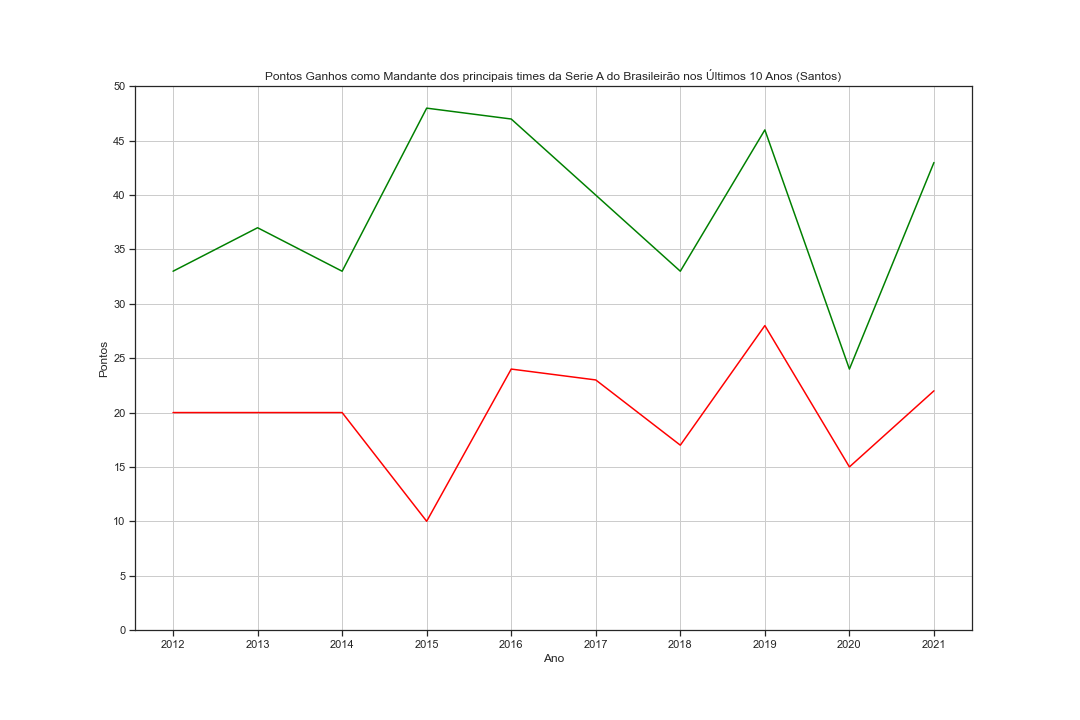 Pontos Ganhos como Mandante dos principais times da Serie A do Brasileirão nos Últimos 10 Anos (Santos)
50
45
40
35
30
25
20
15
10
5
0
Pontos
2012 2013 2014 2015 2016 2017 2018 2019 2020 2021
Ano